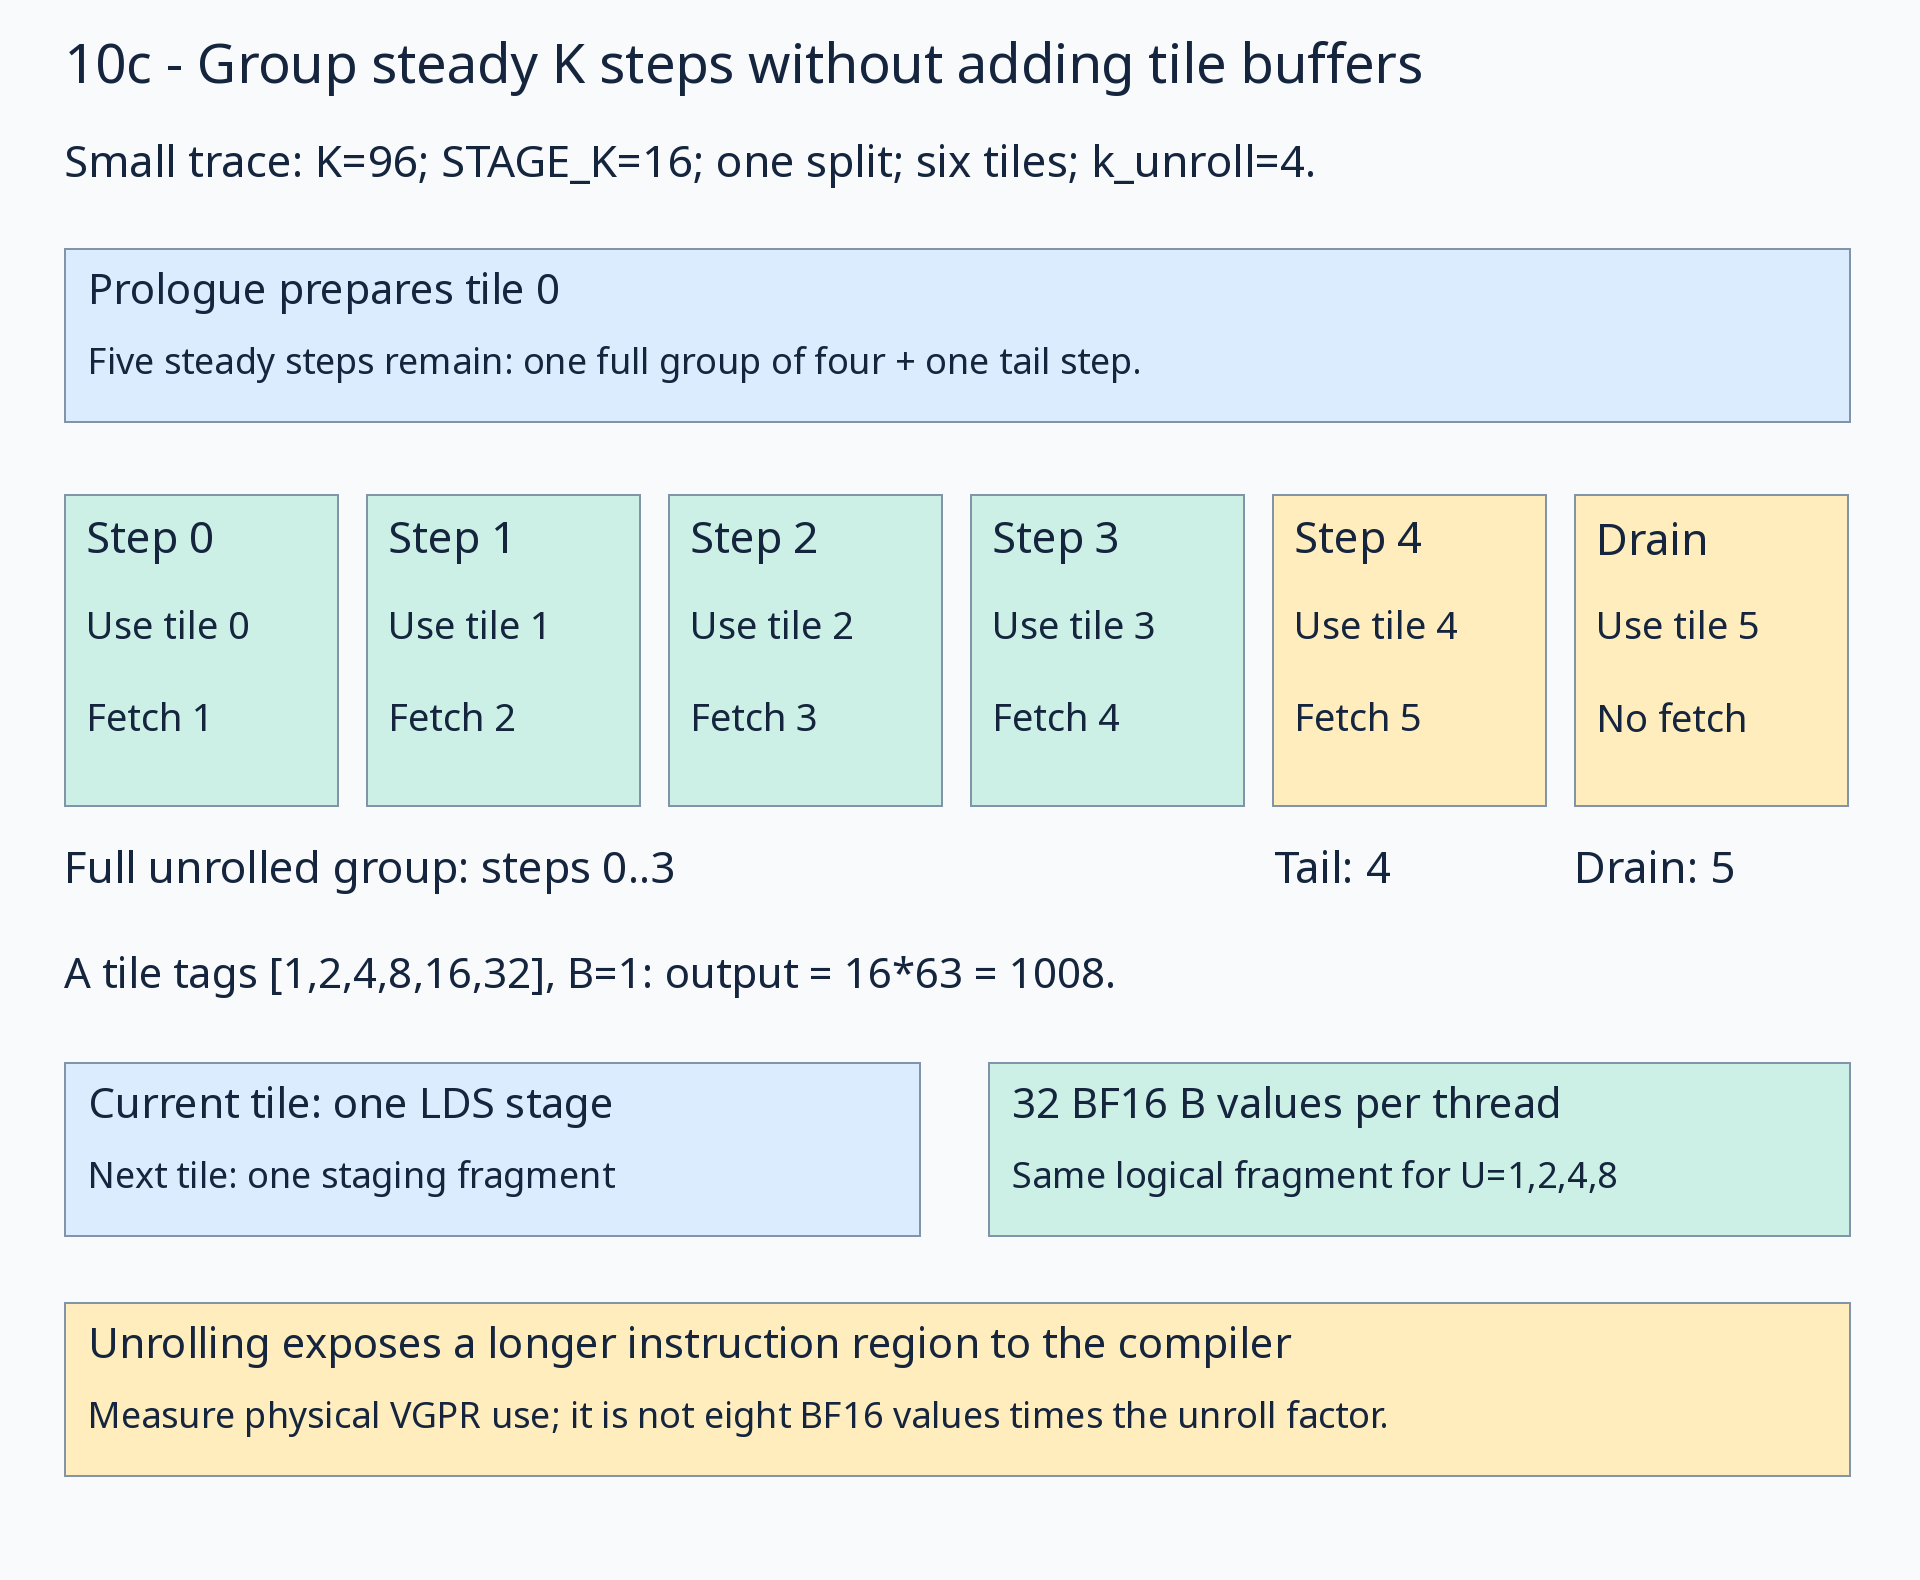 10c - Group steady K steps without adding tile buffers
Small trace: K=96; STAGE_K=16; one split; six tiles; k_unroll=4.
Prologue prepares tile 0
Five steady steps remain: one full group of four + one tail step.
Step 0
Use tile 0
Fetch 1
Step 1
Use tile 1
Fetch 2
Step 2
Use tile 2
Fetch 3
Step 3
Use tile 3
Fetch 4
Step 4
Use tile 4
Fetch 5
Drain
Use tile 5
No fetch
Full unrolled group: steps 0..3
Tail: 4
Drain: 5
A tile tags [1,2,4,8,16,32], B=1: output = 16*63 = 1008.
Current tile: one LDS stage
Next tile: one staging fragment
32 BF16 B values per thread
Same logical fragment for U=1,2,4,8
Unrolling exposes a longer instruction region to the compiler
Measure physical VGPR use; it is not eight BF16 values times the unroll factor.